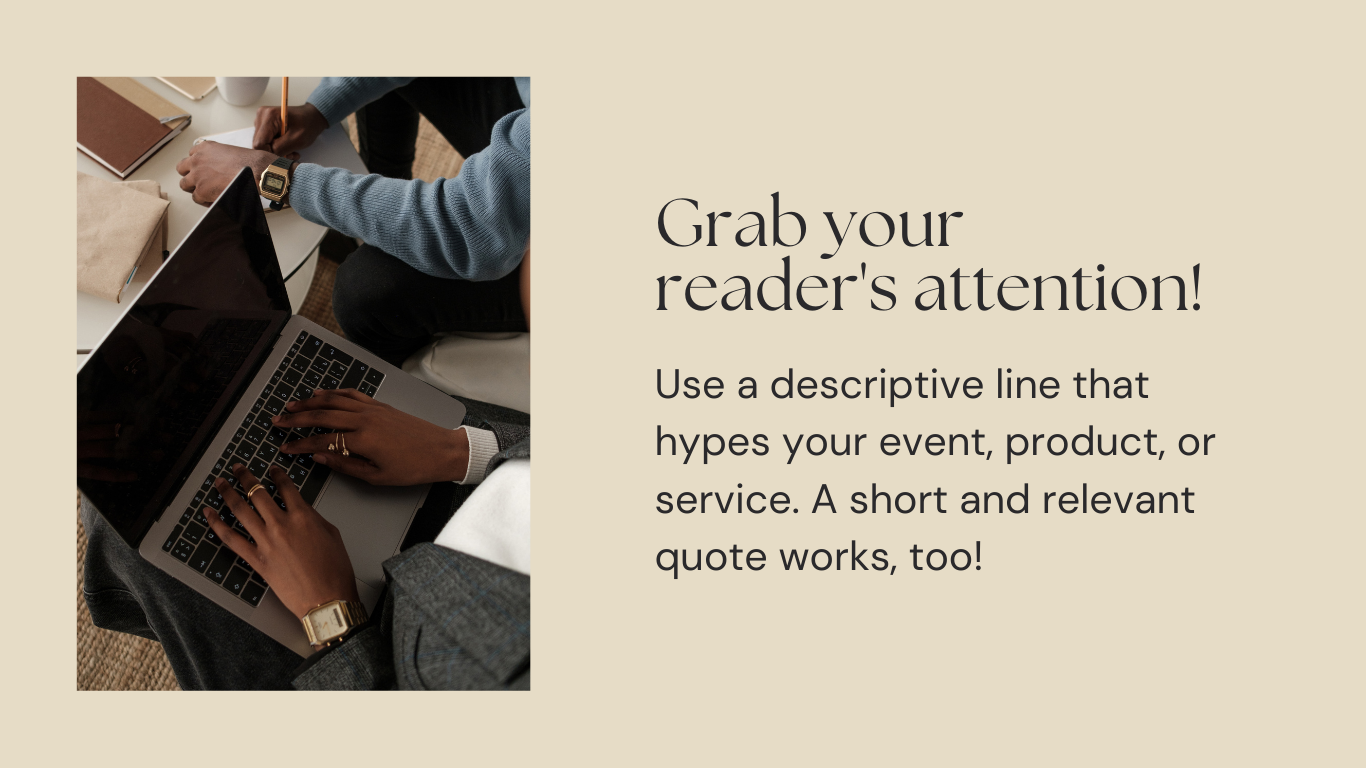 Grab your
reader's attention!
Use a descriptive line that
hypes your event, product, or
service. A short and relevant
quote works, too!